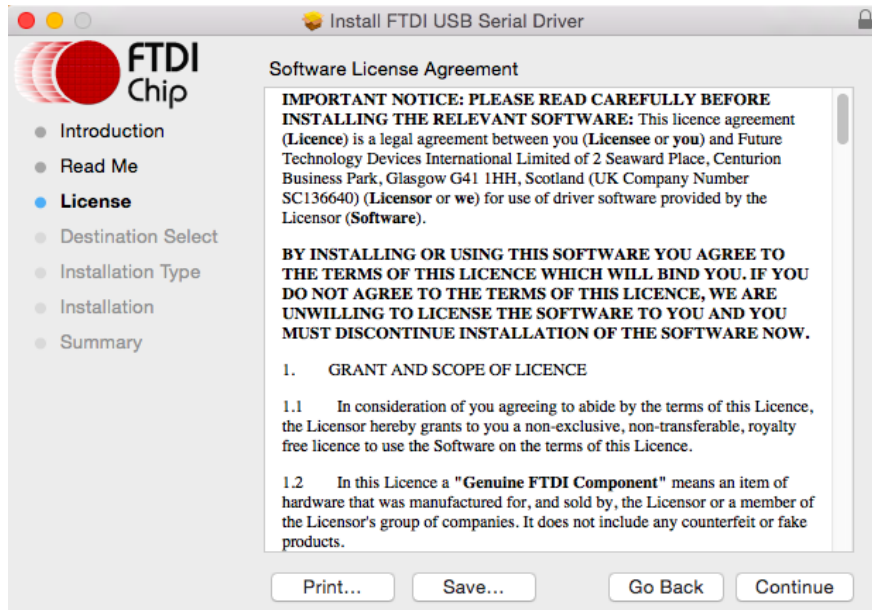 Install FTDI USB Serial Driver
FTDI
Chip
Introduction
Read Me
License
Destination Select
Installation Type
Installation
Summary
Software License Agreement
IMPORTANT NOTICE: PLEASE READ CAREFULLY BEFORE
INSTALLING THE RELEVANT SOFTWARE: This licence agreement
(Licence) is a legal agreement between you (Licensee or you) and Future
Technology Devices International Limited of 2 Seaward Place, Centurion
Business Park, Glasgow G41 1HH, Scotland (UK Company Number
SC136640) (Licensor or we) for use of driver software provided by the
Licensor (Software).
BY INSTALLING OR USING THIS SOFTWARE YOU AGREE TO
THE TERMS OF THIS LICENCE WHICH WILL BIND YOU. IF YOU
DO NOT AGREE TO THE TERMS OF THIS LICENCE, WE ARE
UNWILLING TO LICENSE THE SOFTWARE TO YOU AND YOU
MUST DISCONTINUE INSTALLATION OF THE SOFTWARE NOW.
1. GRANT AND SCOPE OF LICENCE
1.1 In consideration of you agreeing to abide by the terms of this Licence,
the Licensor hereby grants to you a non-exclusive, non-transferable, royalty
free licence to use the Software on the terms of this Licence.
1.2 In this Licence a "Genuine FTDI Component" means an item of
hardware that was manufactured for, and sold by, the Licensor or a member of
the Licensor's group of companies. It does not include any counterfeit or fake
products.
Print...
Save...
Go Back
Continue